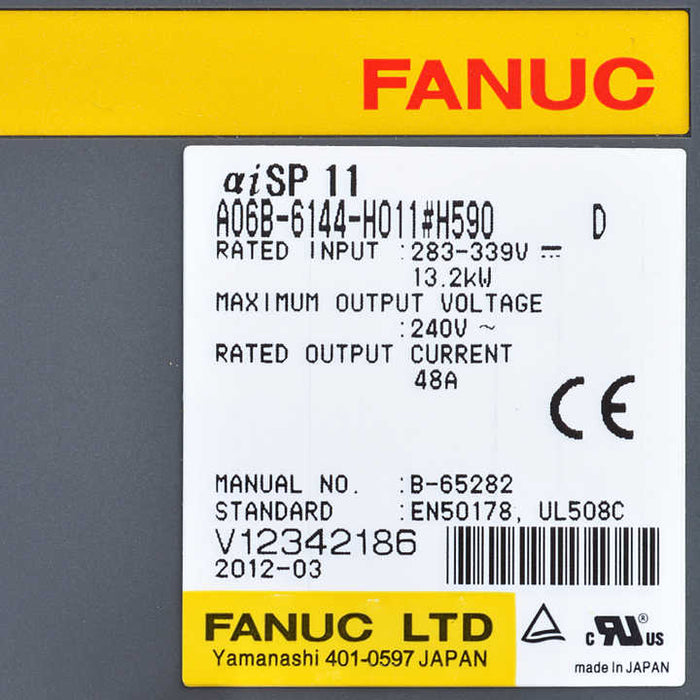 FANUC
αiSP 11
A06B-6144-H011#H590 D
RATED INPUT :283-339V ⎓
13.2kW
MAXIMUM OUTPUT VOLTAGE
:240V ~
RATED OUTPUT CURRENT
48A
CE
MANUAL NO. :B-65282
STANDARD :EN50178, UL508C
V12342186
2012-03
FANUC LTD
Yamanashi 401-0597 JAPAN
c RU® US
made in JAPAN